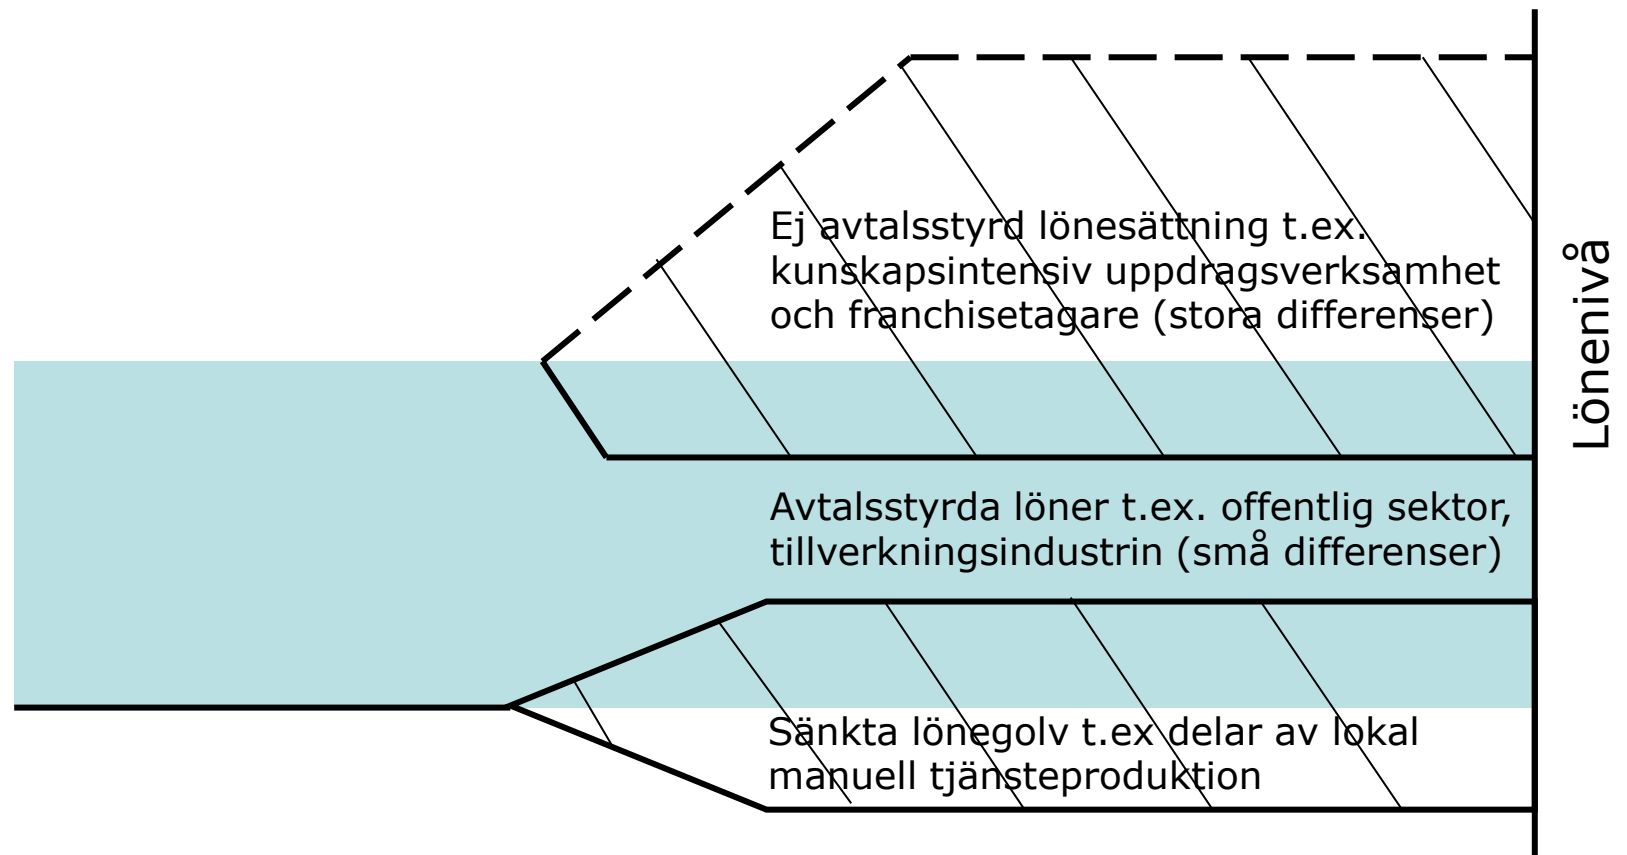 Ej avtalsstyrd lönesättning t.ex.
kunskapsintensiv uppdragsverksamhet
och franchisetagare (stora differenser)
Lönenivå
Avtalsstyrda löner t.ex. offentlig sektor,
tillverkningsindustrin (små differenser)
Sänkta lönegolv t.ex delar av lokal
manuell tjänsteproduktion